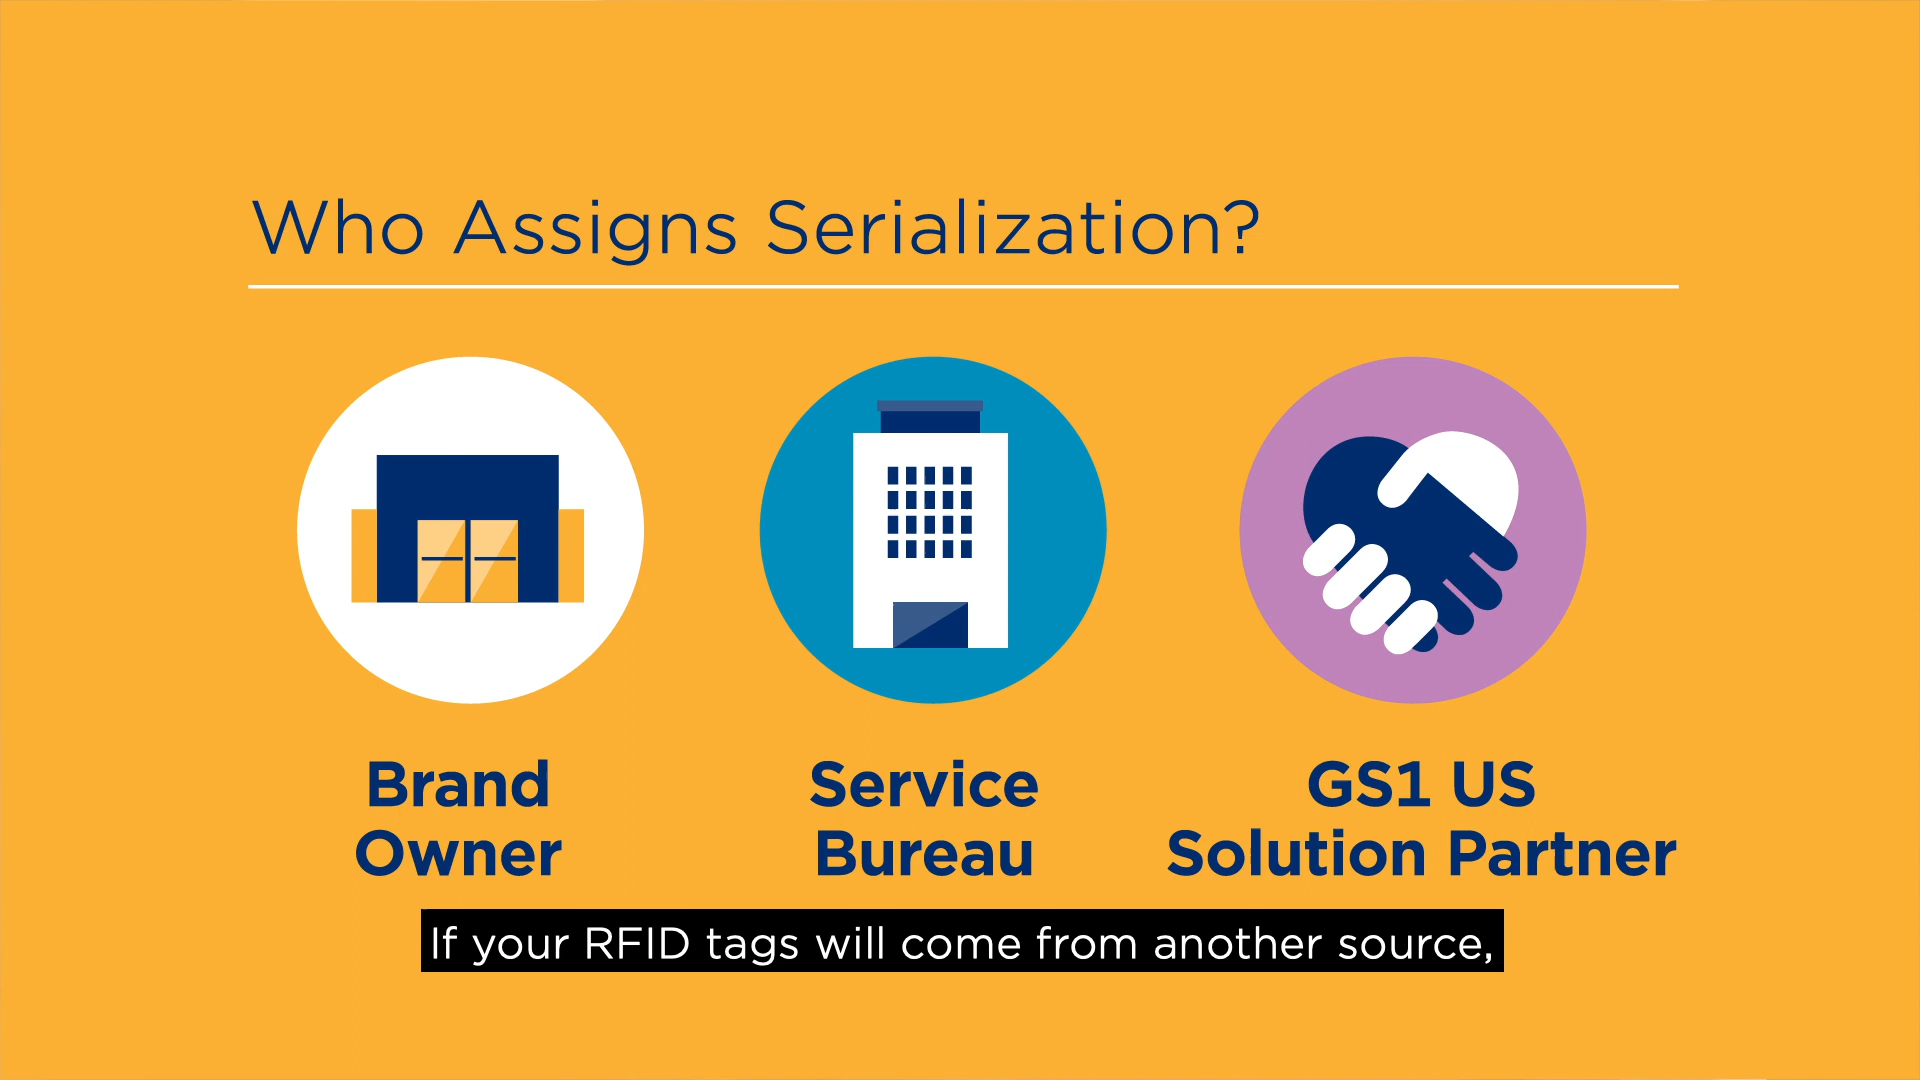 Who Assigns Serialization?
Brand
Owner
Service
Bureau
GS1 US
Solution Partner
If your RFID tags will come from another source,